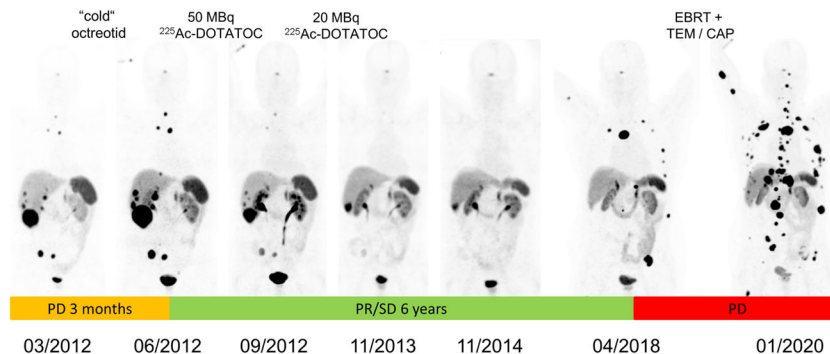 “cold”
octreotid
50 MBq
²²⁵Ac-DOTATOC
20 MBq
²²⁵Ac-DOTATOC
EBRT +
TEM / CAP
PD 3 months
PR/SD 6 years
PD
03/2012
06/2012
09/2012
11/2013
11/2014
04/2018
01/2020